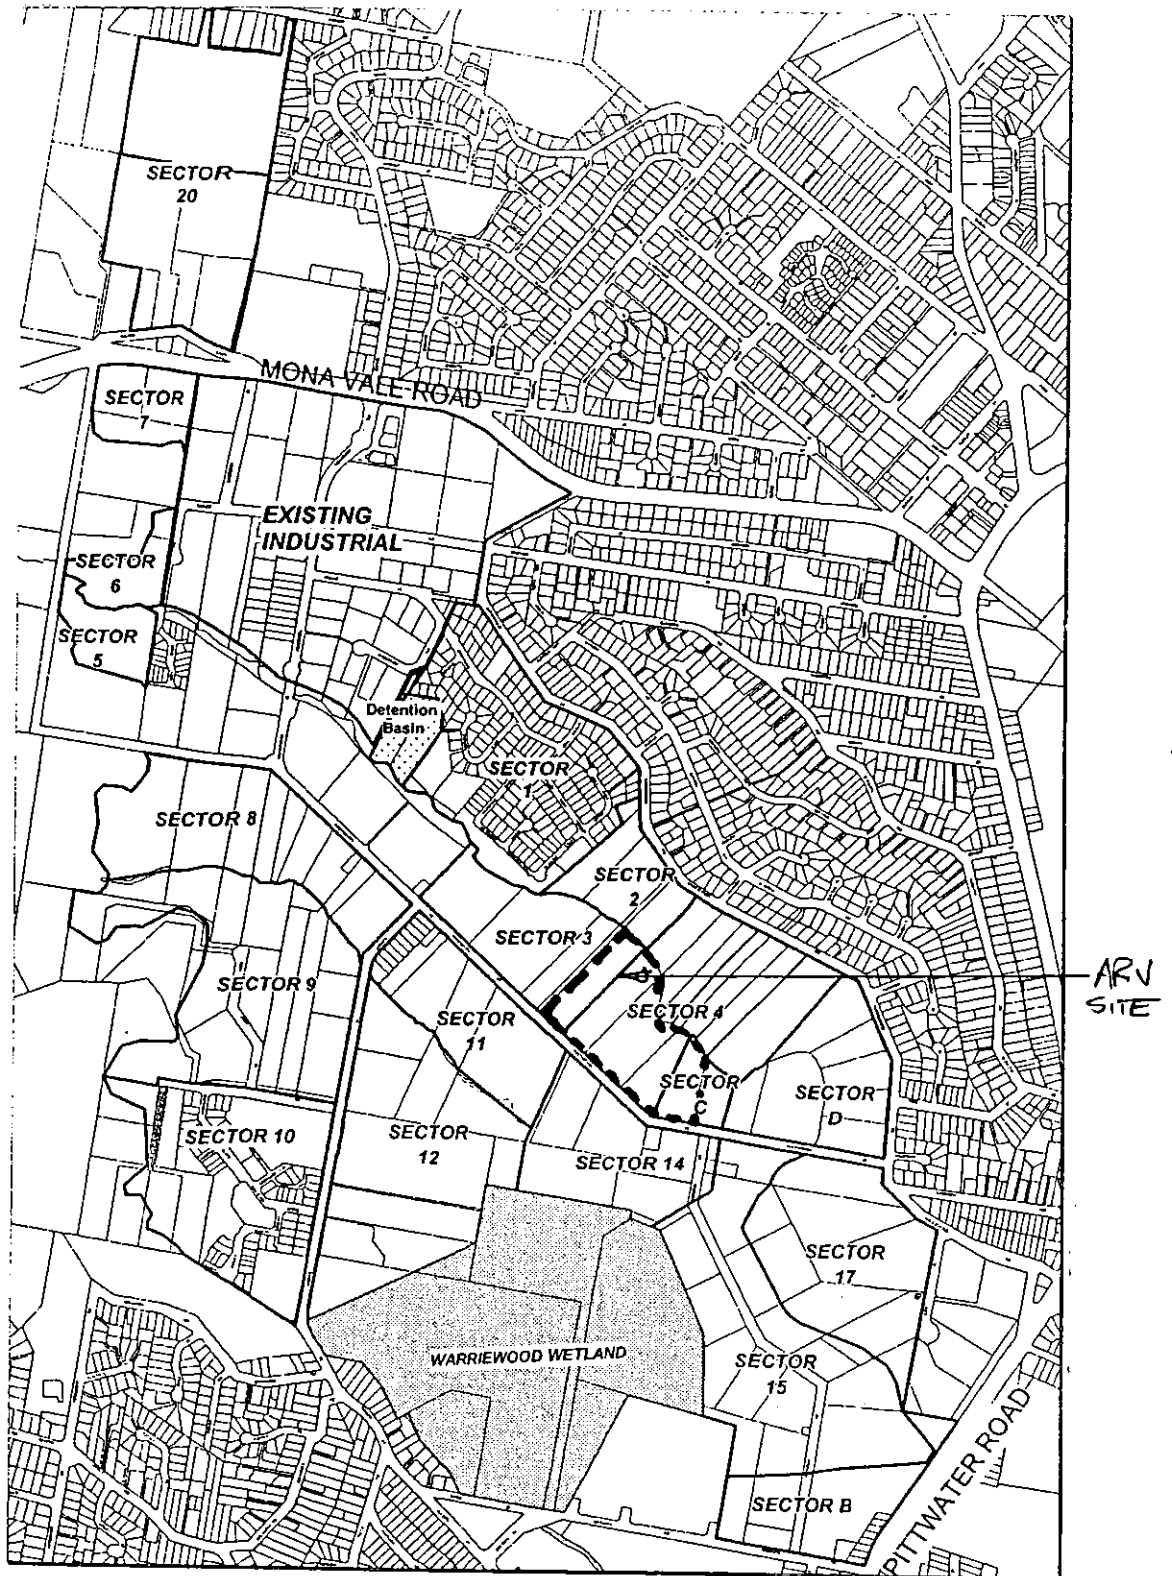 SECTOR
20
MONA VALE ROAD
SECTOR
7
EXISTING
INDUSTRIAL
SECTOR
6
SECTOR
5
Detention
Basin
SECTOR
1
SECTOR 8
SECTOR
2
SECTOR 3
SECTOR 9
ARV
SITE
SECTOR 4
SECTOR
11
SECTOR
C
SECTOR
D
SECTOR 10
SECTOR
12
SECTOR 14
SECTOR
17
WARRIEWOOD WETLAND
SECTOR
15
PITTWATER ROAD
SECTOR B